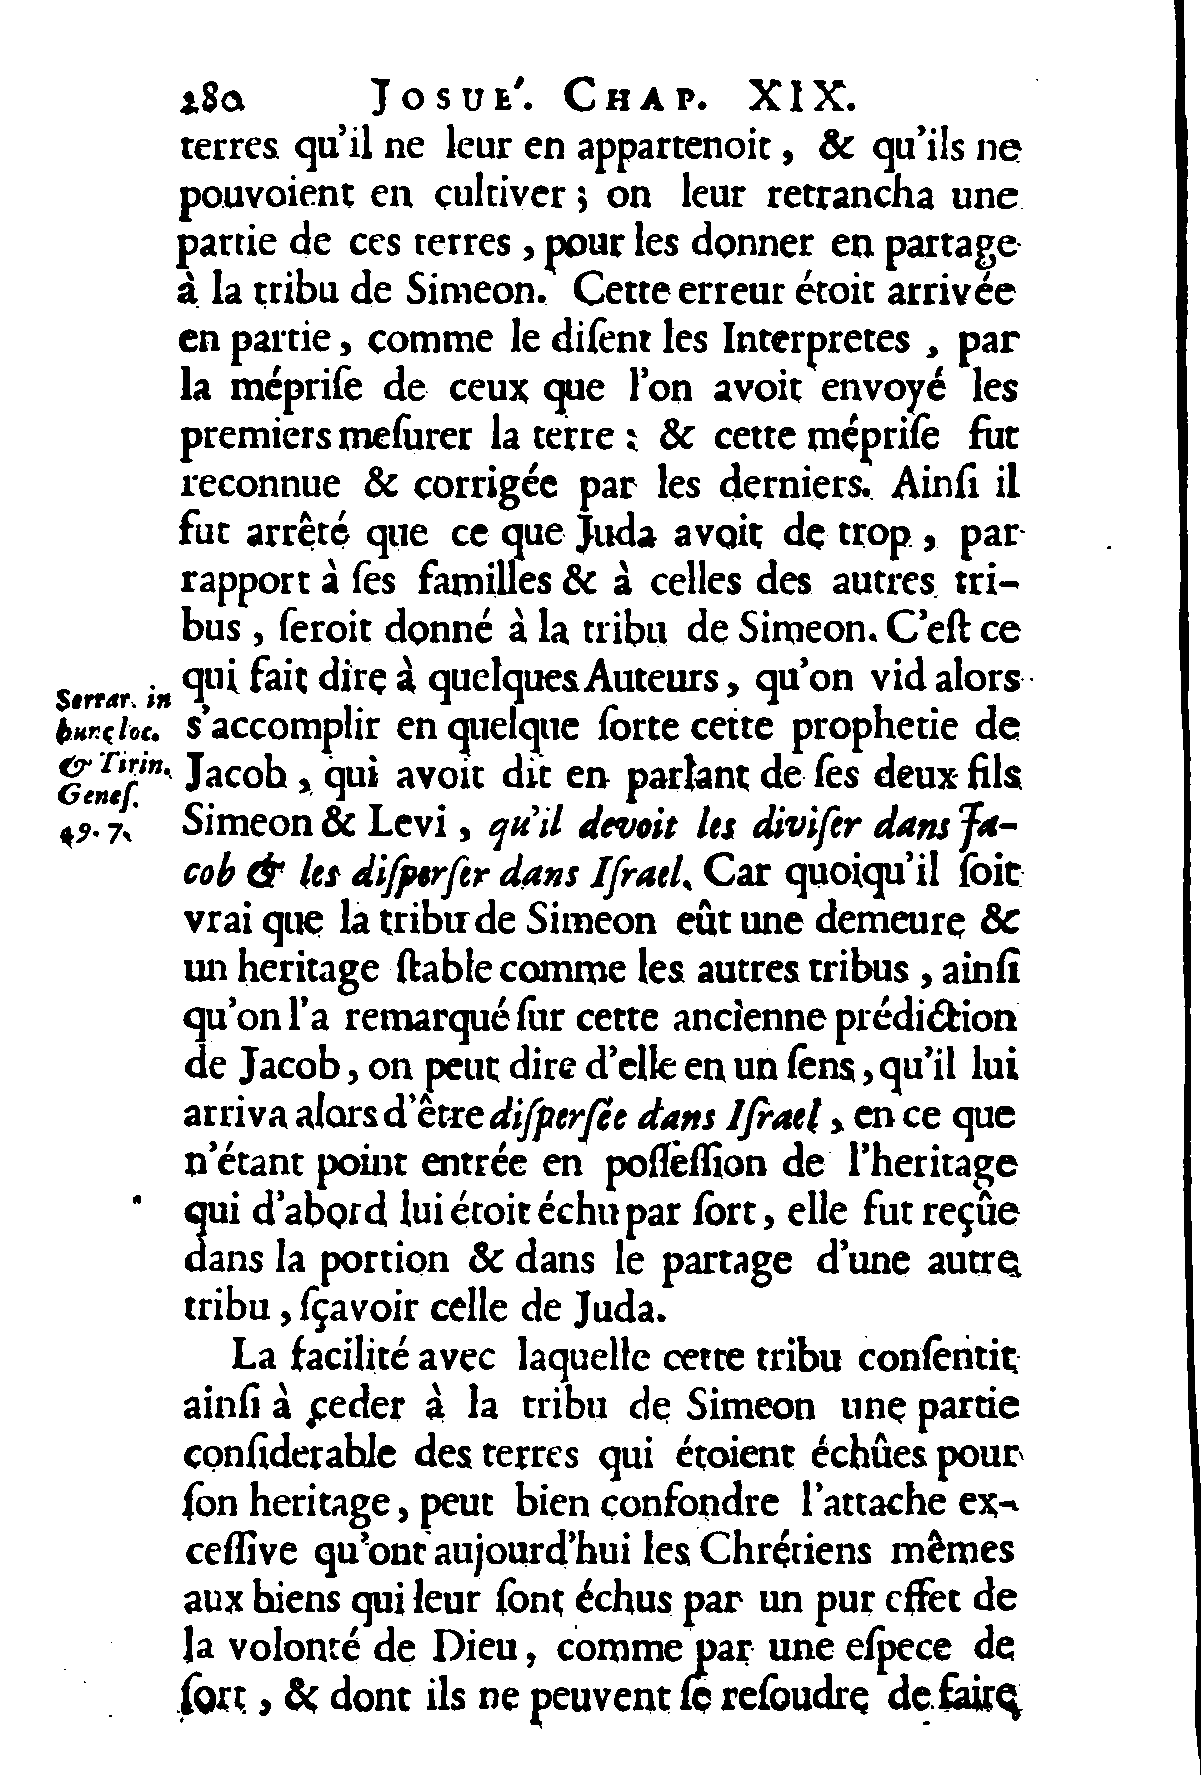 280 JOSUÉ. CHAP. XIX.
terres qu'il ne leur en appartenoit, & qu'ils ne
pouvoient en cultiver; on leur retrancha une
partie de ces terres, pour les donner en partage
à la tribu de Simeon. Cette erreur étoit arrivée
en partie, comme le diſent les Interpretes, par
la mépriſe de ceux que l'on avoit envoyé les
premiers meſurer la terre: & cette mépriſe fut
reconnue & corrigée par les derniers. Ainſi il
fut arrêté que ce que Juda avoit de trop, par
rapport à ſes familles & à celles des autres tri-
bus, ſeroit donné à la tribu de Simeon. C'eſt ce
qui fait dire à quelques Auteurs, qu'on vid alors
s'accomplir en quelque ſorte cette prophetie de
Jacob, qui avoit dit en parlant de ſes deux fils
Simeon & Levi, qu'il devoit les diviſer dans Ja-
cob & les diſperſer dans Iſrael. Car quoiqu'il ſoit
vrai que la tribu de Simeon eût une demeure &
un heritage ſtable comme les autres tribus, ainſi
qu'on l'a remarqué ſur cette ancienne prédiction
de Jacob, on peut dire d'elle en un ſens, qu'il lui
arriva alors d'être diſperſée dans Iſrael, en ce que
n'étant point entrée en poſſeſſion de l'heritage
qui d'abord lui étoit échu par ſort, elle fut reçûe
dans la portion & dans le partage d'une autre
tribu, ſçavoir celle de Juda.
La facilité avec laquelle cette tribu conſentit
ainſi à ceder à la tribu de Simeon une partie
conſiderable des terres qui étoient échûes pour
ſon heritage, peut bien confondre l'attache ex-
ceſſive qu'ont aujourd'hui les Chrétiens mêmes
aux biens qui leur ſont échus par un pur effet de
la volonté de Dieu, comme par une eſpece de
ſort, & dont ils ne peuvent ſe reſoudre de faire
Serrar. in
hunc loc.
& Tirin.
Geneſ.
49. 7.